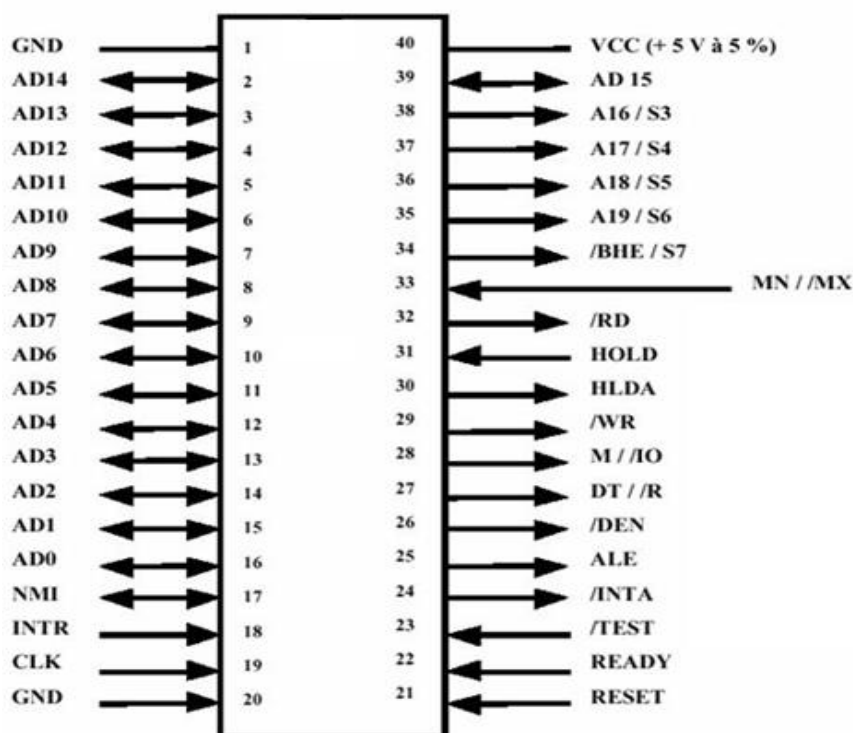 GND 1 40 VCC (+ 5 V à 5 %)
AD14 2 39 AD 15
AD13 3 38 A16 / S3
AD12 4 37 A17 / S4
AD11 5 36 A18 / S5
AD10 6 35 A19 / S6
AD9 7 34 /BHE / S7
AD8 8 33 MN / /MX
AD7 9 32 /RD
AD6 10 31 HOLD
AD5 11 30 HLDA
AD4 12 29 /WR
AD3 13 28 M / /IO
AD2 14 27 DT / /R
AD1 15 26 /DEN
AD0 16 25 ALE
NMI 17 24 /INTA
INTR 18 23 /TEST
CLK 19 22 READY
GND 20 21 RESET